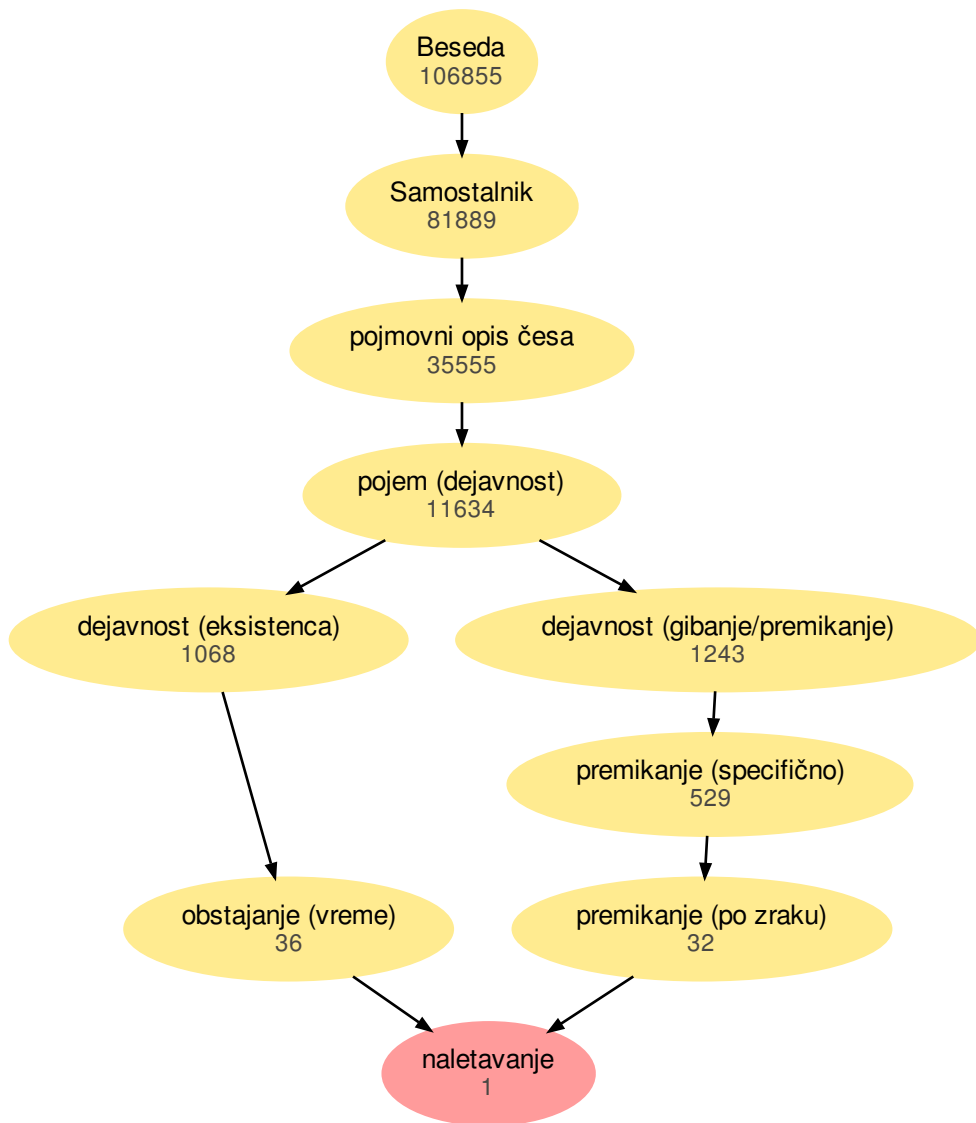 Beseda
106855
Samostalnik
81889
pojmovni opis česa
35555
pojem (dejavnost)
11634
dejavnost (eksistenca)
1068
dejavnost (gibanje/premikanje)
1243
premikanje (specifično)
529
obstajanje (vreme)
36
premikanje (po zraku)
32
naletavanje
1